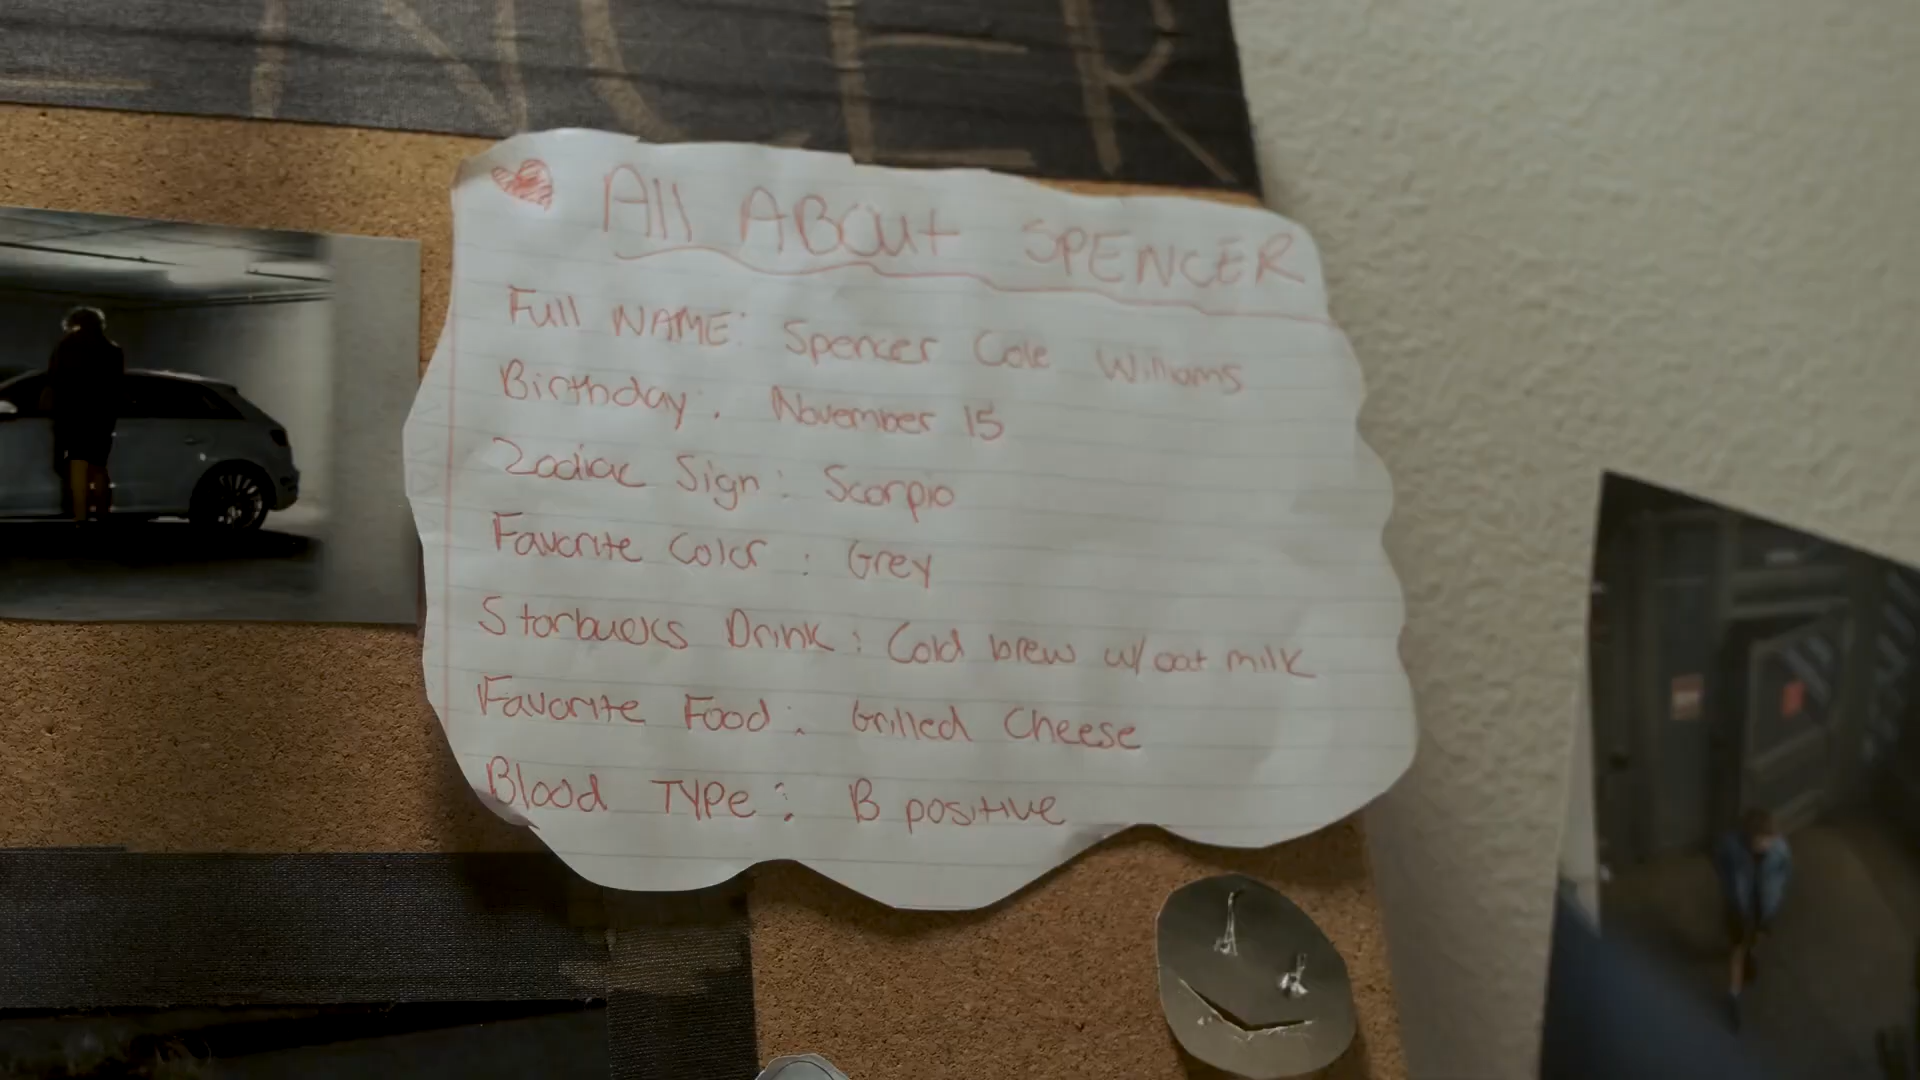 ENCER
All ABOUT SPENCER
Full NAME: Spencer Cole Williams
Birthday: November 15
Zodiac Sign: Scorpio
Favorite Color: Grey
Starbucks Drink: Cold brew w/ oat milk
Favorite Food: Grilled Cheese
Blood TYPe: B positive